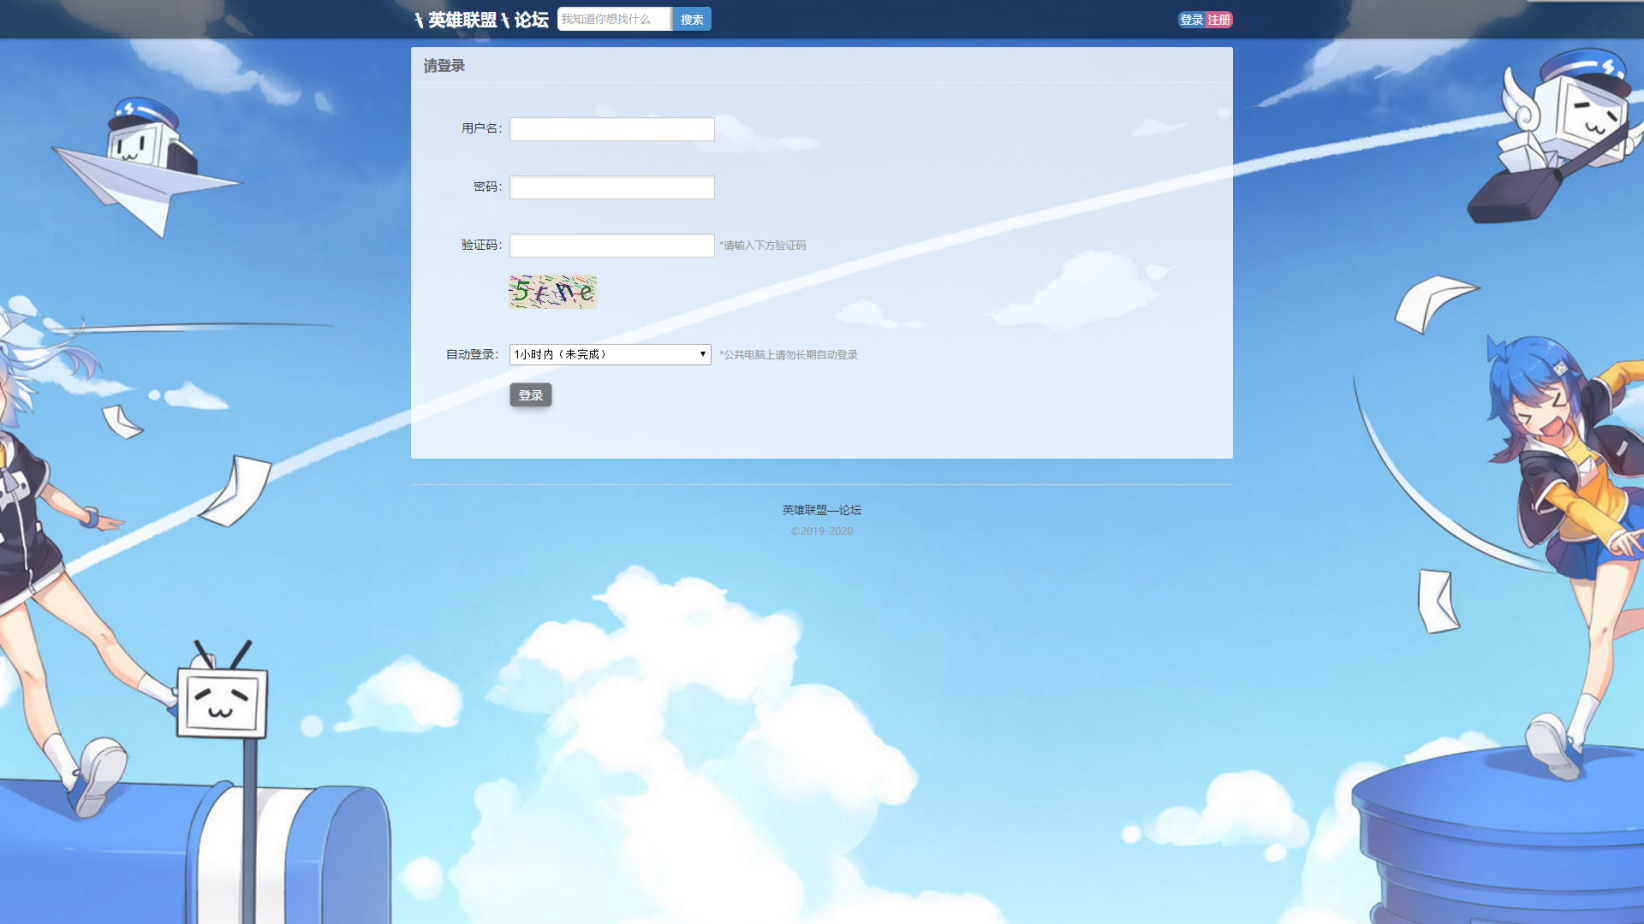 \ 英雄联盟 \ 论坛 我知道你想找什么 搜索 登录 注册
请登录
用户名：
密码：
验证码： *请输入下方验证码
自动登录： 1小时内（未完成） *公共电脑上请勿长期自动登录
登录
英雄联盟—论坛
©2019-2020